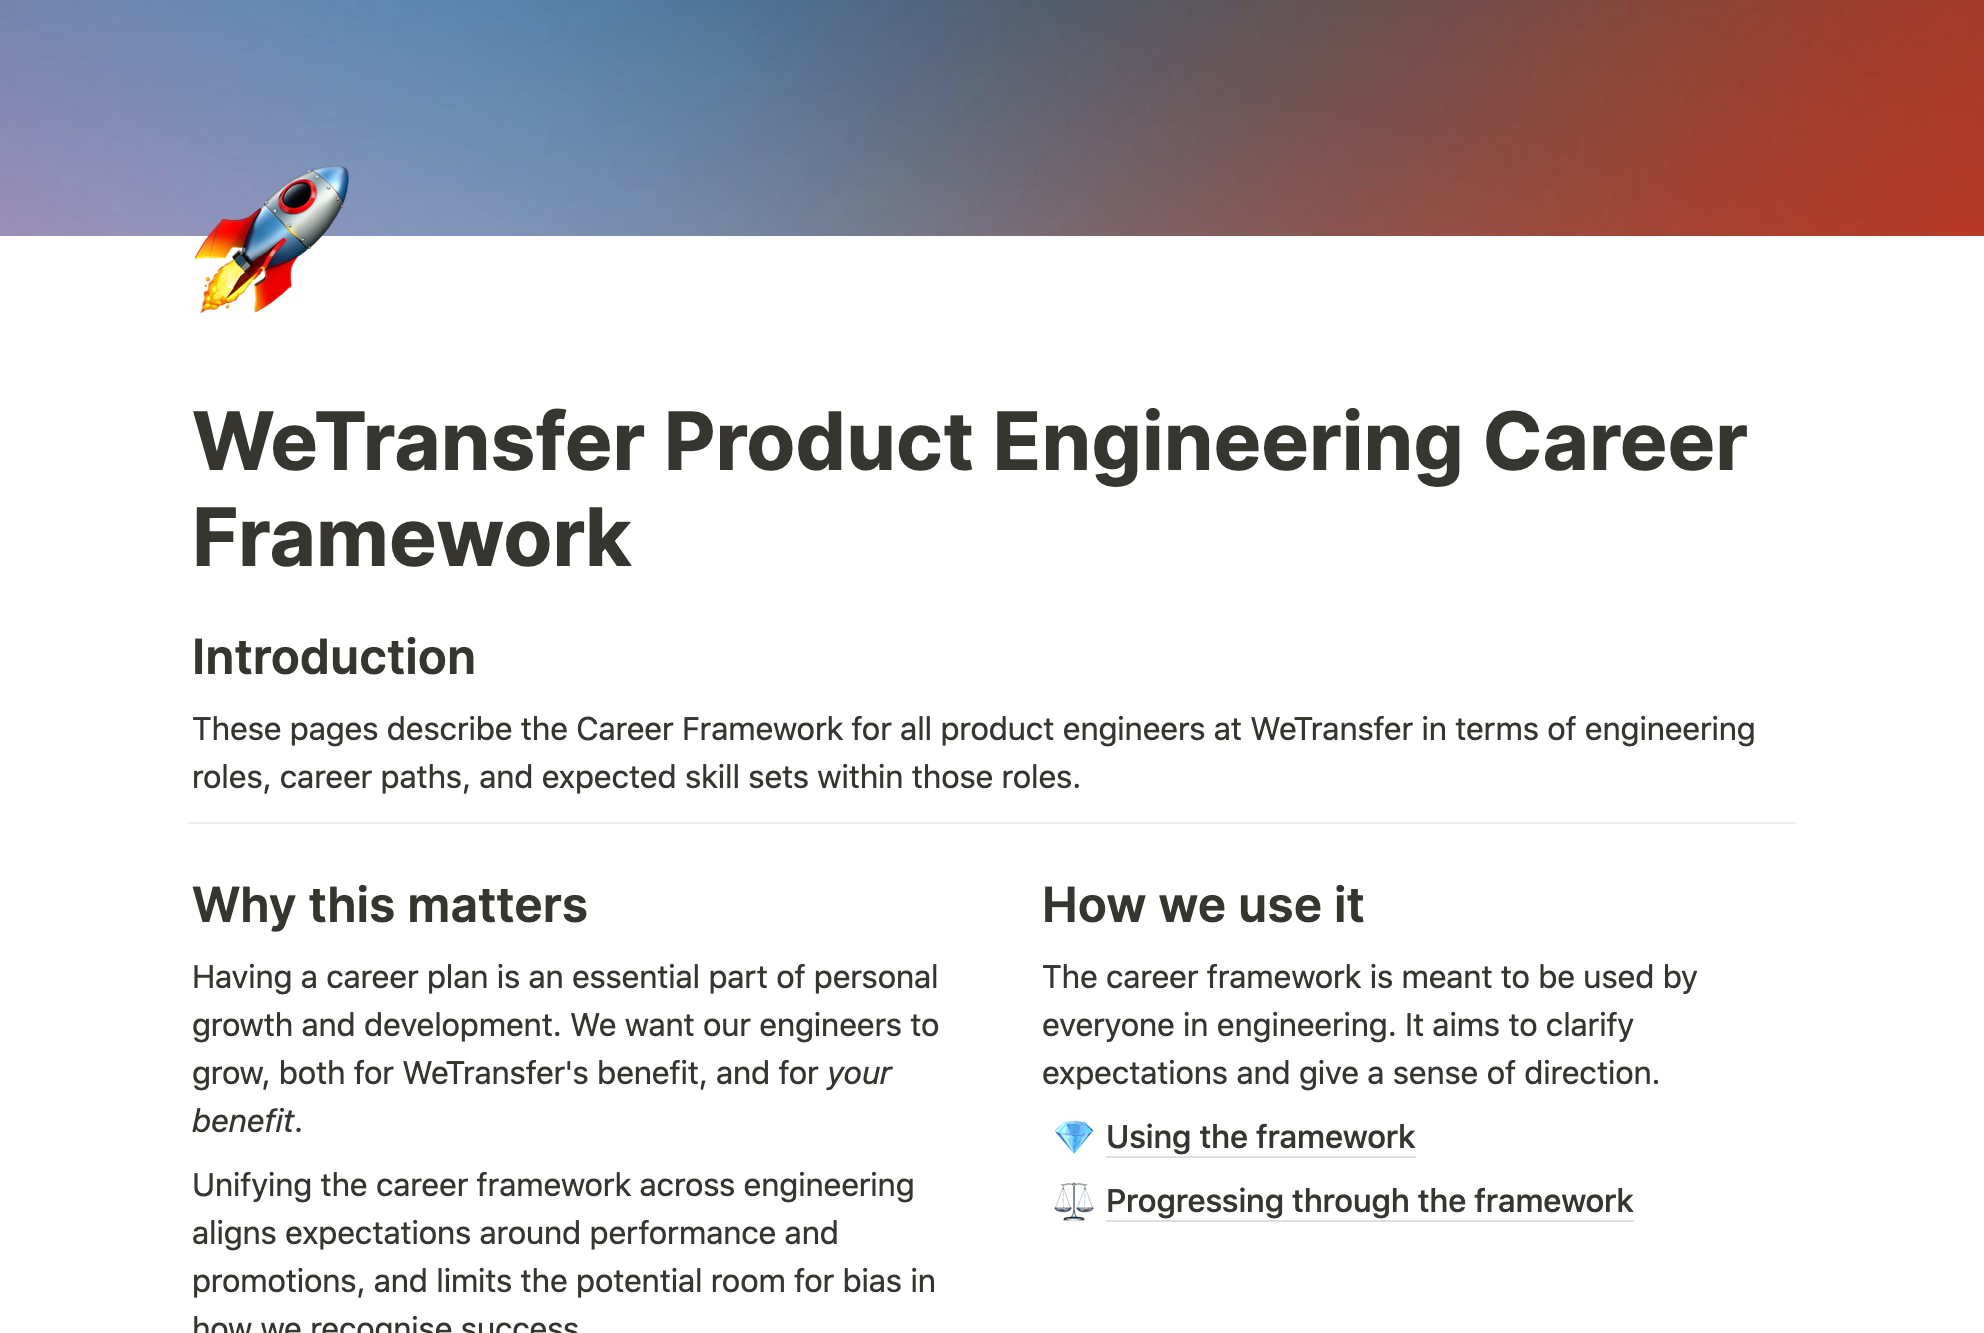 WeTransfer Product Engineering Career
Framework
Introduction
These pages describe the Career Framework for all product engineers at WeTransfer in terms of engineering
roles, career paths, and expected skill sets within those roles.
Why this matters
Having a career plan is an essential part of personal
growth and development. We want our engineers to
grow, both for WeTransfer's benefit, and for your
benefit.
Unifying the career framework across engineering
aligns expectations around performance and
promotions, and limits the potential room for bias in
how we recognise success.
How we use it
The career framework is meant to be used by
everyone in engineering. It aims to clarify
expectations and give a sense of direction.
Using the framework
Progressing through the framework